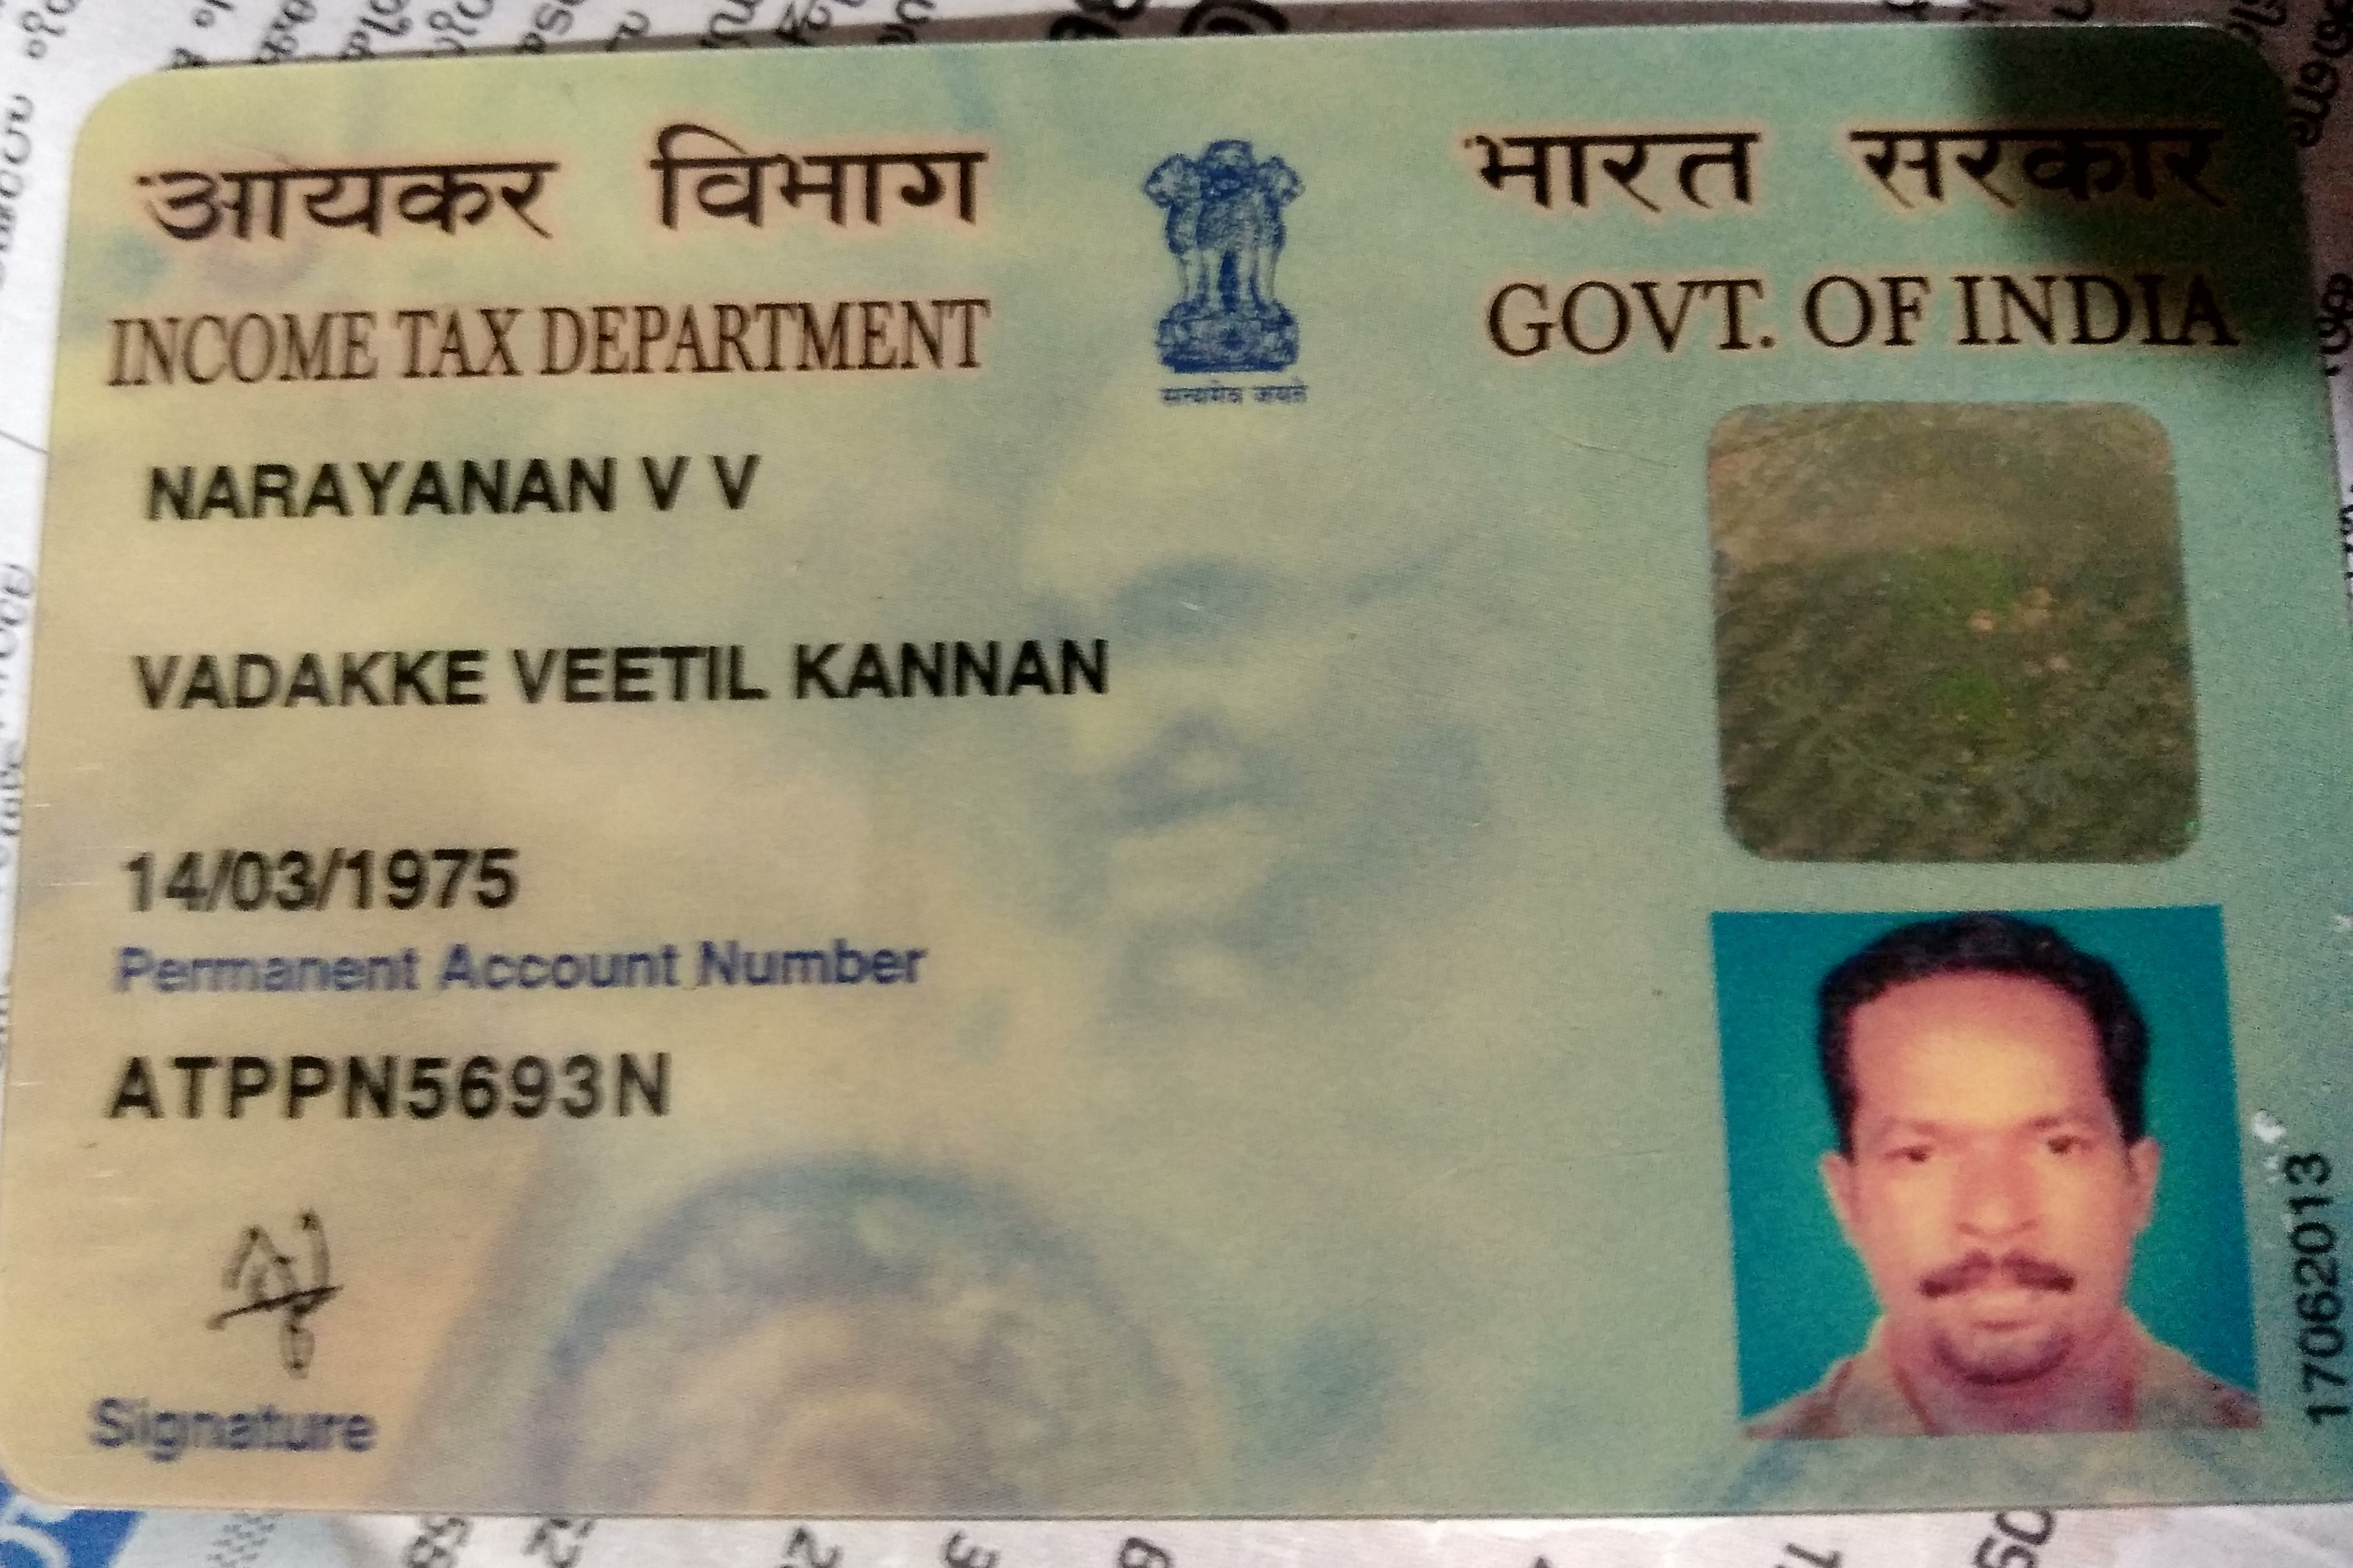 आयकर विभाग
INCOME TAX DEPARTMENT
सत्यमेव जयते
भारत सरकार
GOVT. OF INDIA
NARAYANAN V V
VADAKKE VEETIL KANNAN
14/03/1975
Permanent Account Number
ATPPN5693N
Signature
17062013